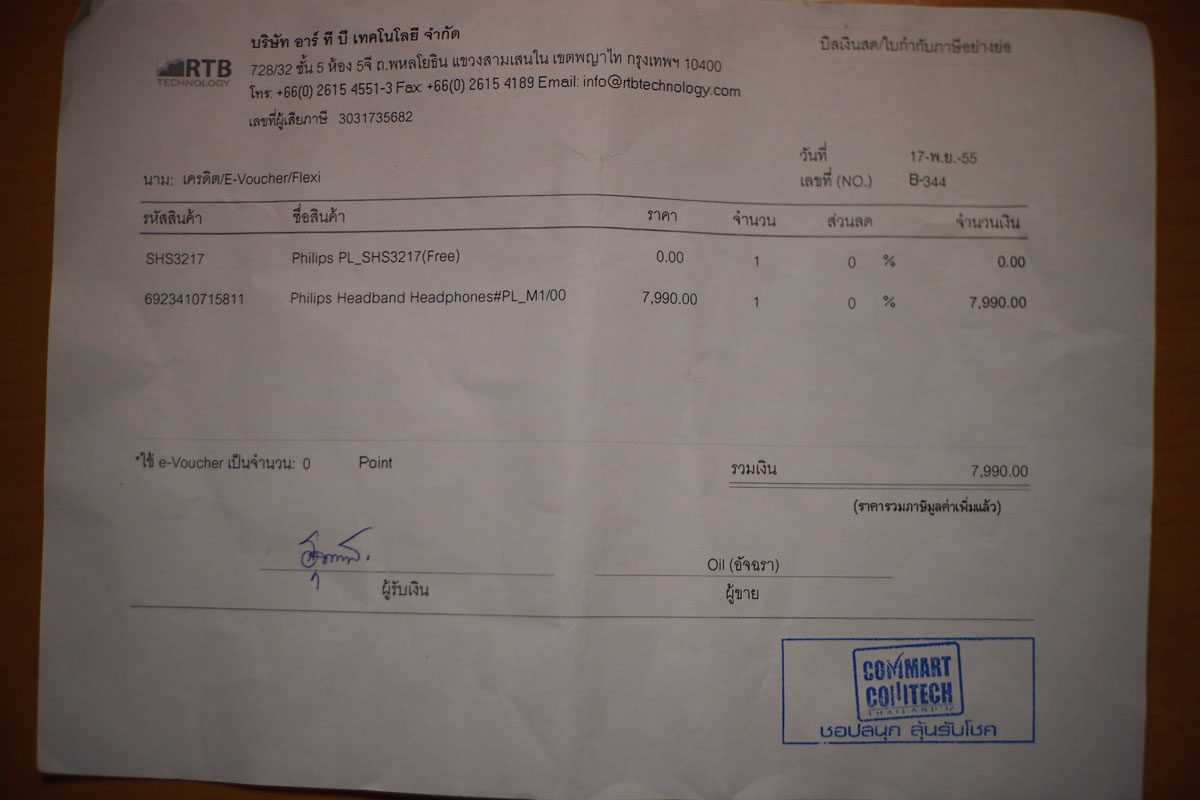 บริษัท อาร์ ที บี เทคโนโลยี จำกัด
บิลเงินสด/ใบกำกับภาษีอย่างย่อ
RTB
TECHNOLOGY
728/32 ชั้น 5 ห้อง 5จี ถ.พหลโยธิน แขวงสามเสนใน เขตพญาไท กรุงเทพฯ 10400
โทร: +66(0) 2615 4551-3 Fax: +66(0) 2615 4189 Email: info@rtbtechnology.com
เลขที่ผู้เสียภาษี 3031735682
วันที่ 17-พ.ย.-55
นาม: เครดิต/E-Voucher/Flexi
เลขที่ (NO.) B-344
รหัสสินค้า ชื่อสินค้า ราคา จำนวน ส่วนลด จำนวนเงิน
SHS3217 Philips PL_SHS3217(Free) 0.00 1 0 % 0.00
6923410715811 Philips Headband Headphones#PL_M1/00 7,990.00 1 0 % 7,990.00
*ใช้ e-Voucher เป็นจำนวน: 0 Point
รวมเงิน 7,990.00
(ราคารวมภาษีมูลค่าเพิ่มแล้ว)
Oil (อัจฉรา)
ผู้รับเงิน ผู้ขาย
COMMART
COMTECH
THAILAND
ชอปสนุก ลุ้นรับโชค